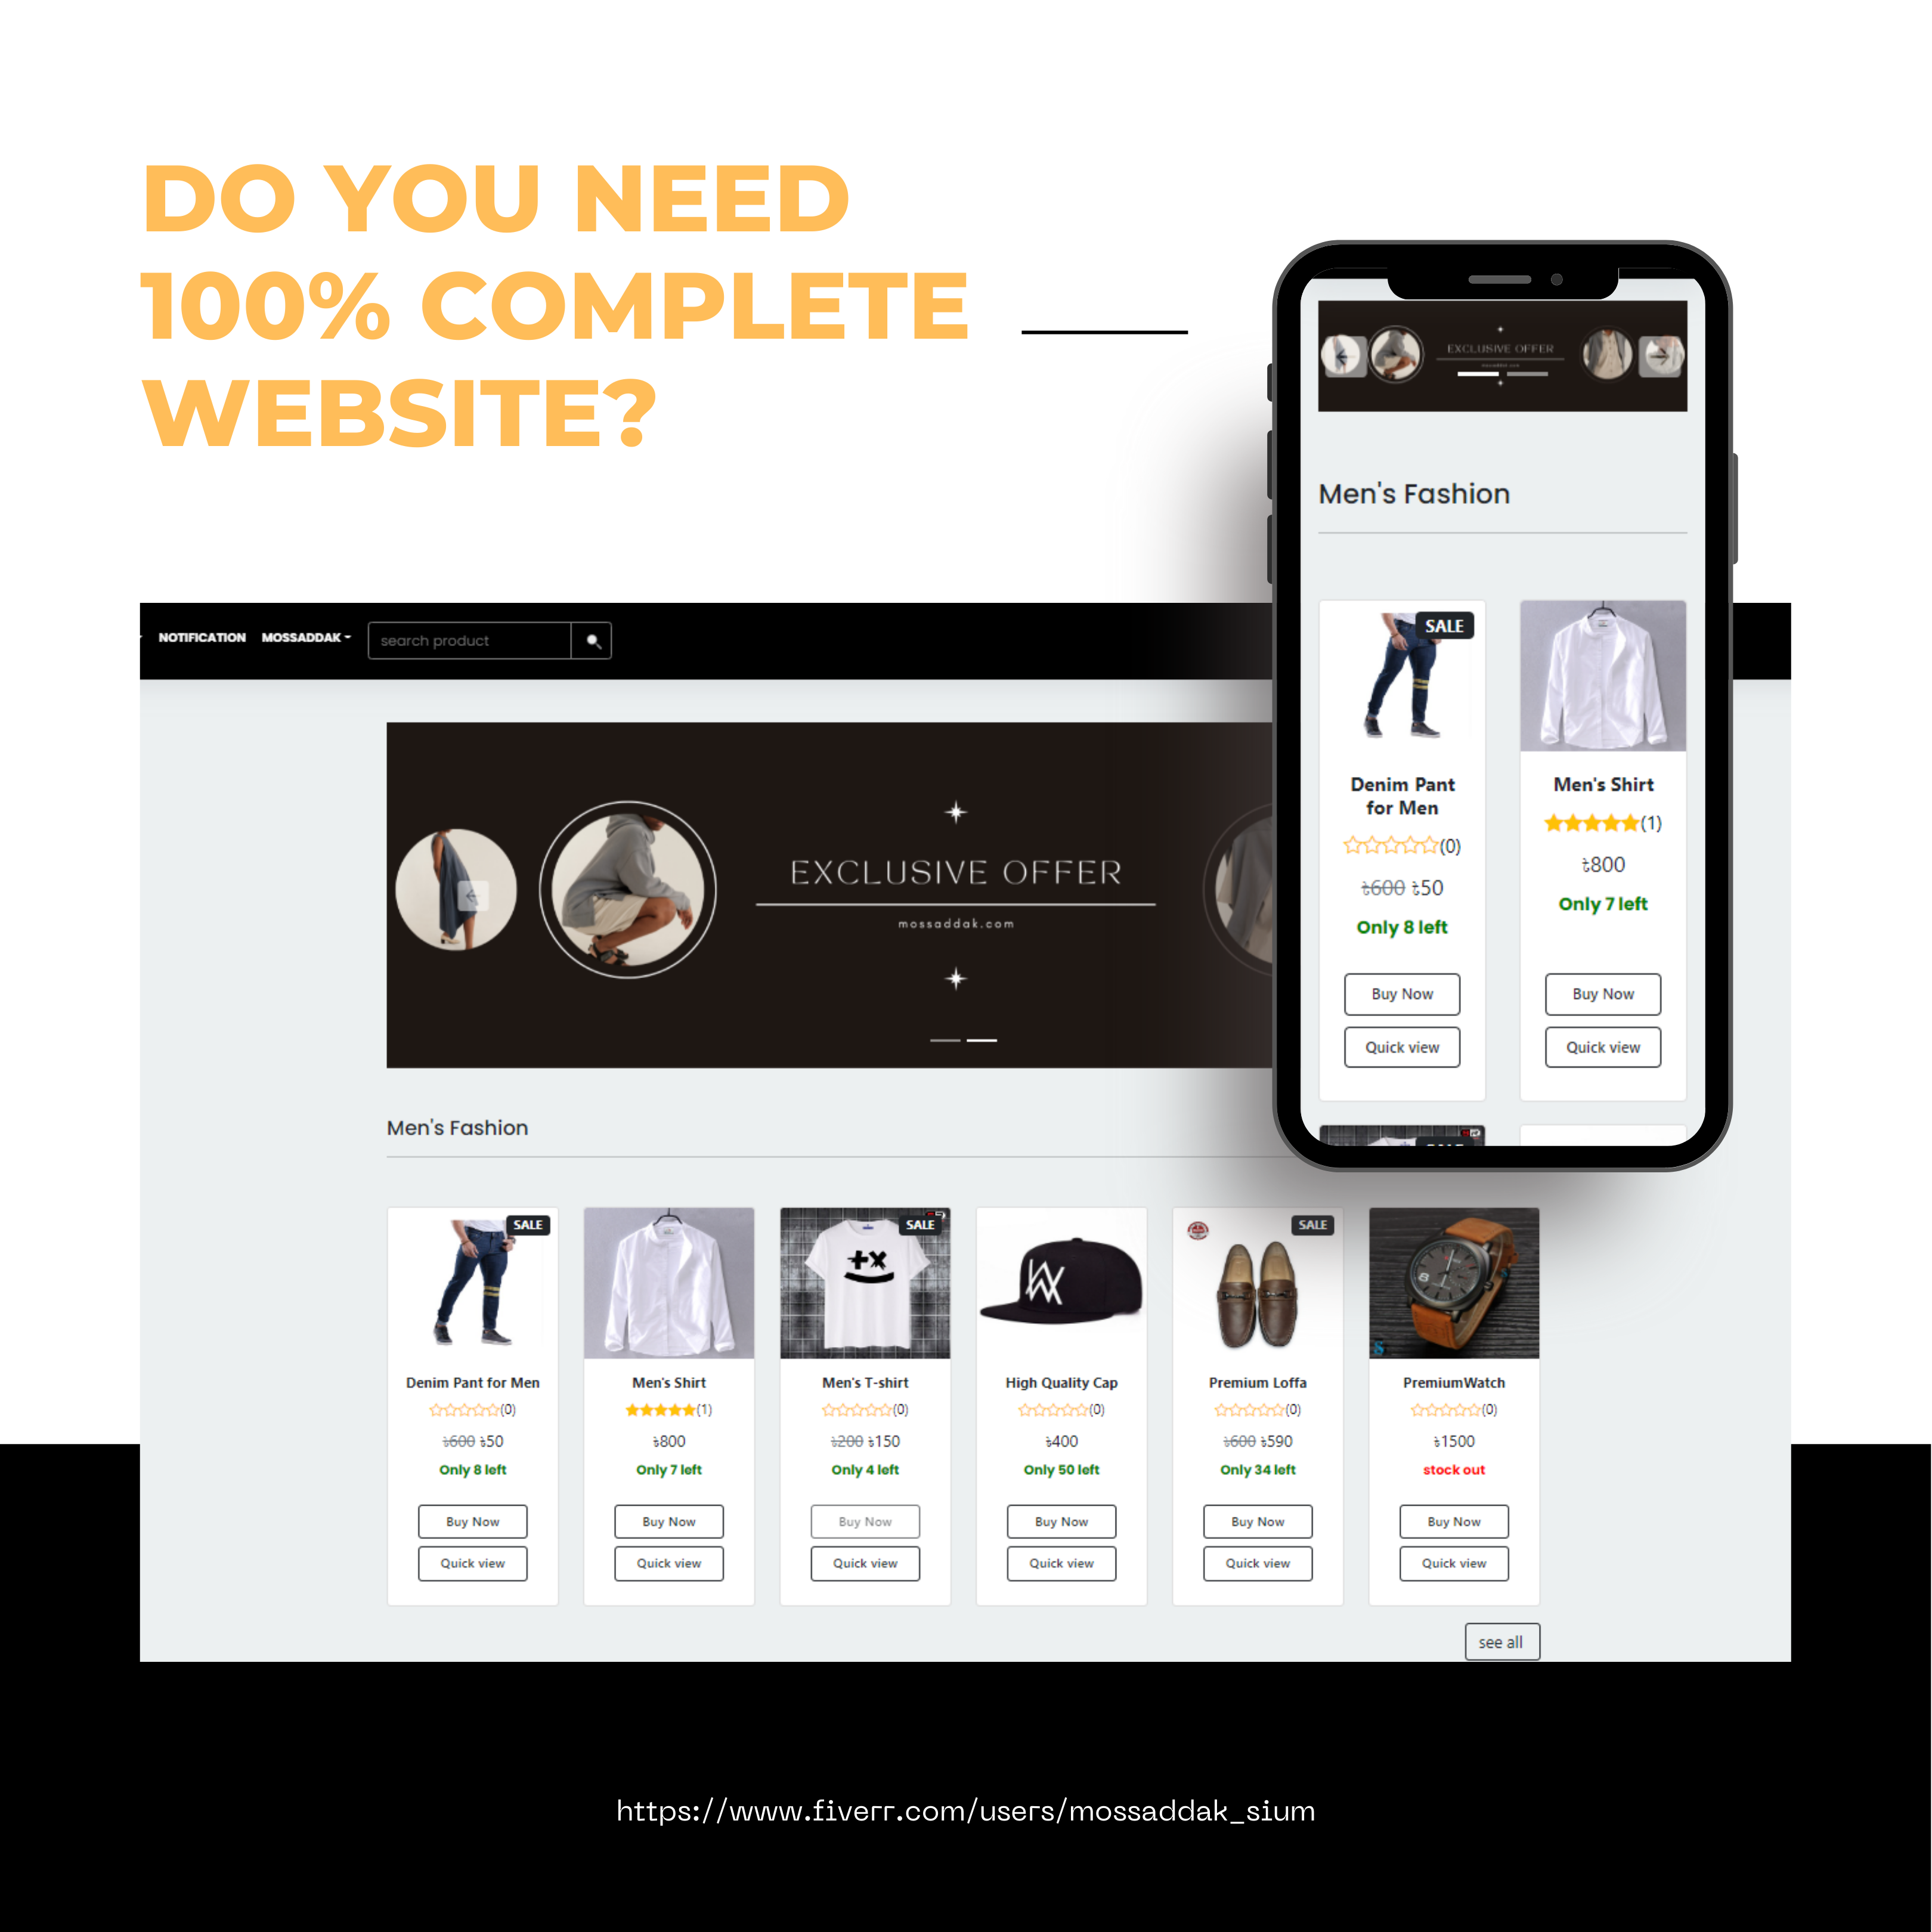 DO YOU NEED
100% COMPLETE
WEBSITE?
NOTIFICATION MOSSADDAK search product
EXCLUSIVE OFFER
mossaddak.com
Men's Fashion
SALE SALE SALE
Denim Pant for Men Men's Shirt Men's T-shirt High Quality Cap Premium Loffa PremiumWatch
(0) (1) (0) (0) (0) (0)
৳600 ৳50 ৳800 ৳200 ৳150 ৳400 ৳600 ৳590 ৳1500
Only 8 left Only 7 left Only 4 left Only 50 left Only 34 left stock out
Buy Now Buy Now Buy Now Buy Now Buy Now Buy Now
Quick view Quick view Quick view Quick view Quick view Quick view
see all
EXCLUSIVE OFFER
Men's Fashion
SALE
Denim Pant
for Men
(0)
৳600 ৳50
Only 8 left
Buy Now
Quick view
Men's Shirt
(1)
৳800
Only 7 left
Buy Now
Quick view
https://www.fiverr.com/users/mossaddak_sium